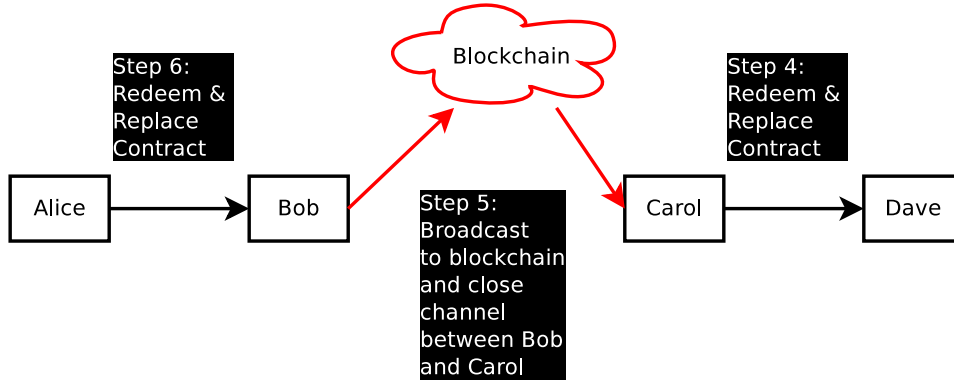 Blockchain
Step 6:
Redeem &
Replace
Contract
Step 4:
Redeem &
Replace
Contract
Alice
Bob
Carol
Dave
Step 5:
Broadcast
to blockchain
and close
channel
between Bob
and Carol